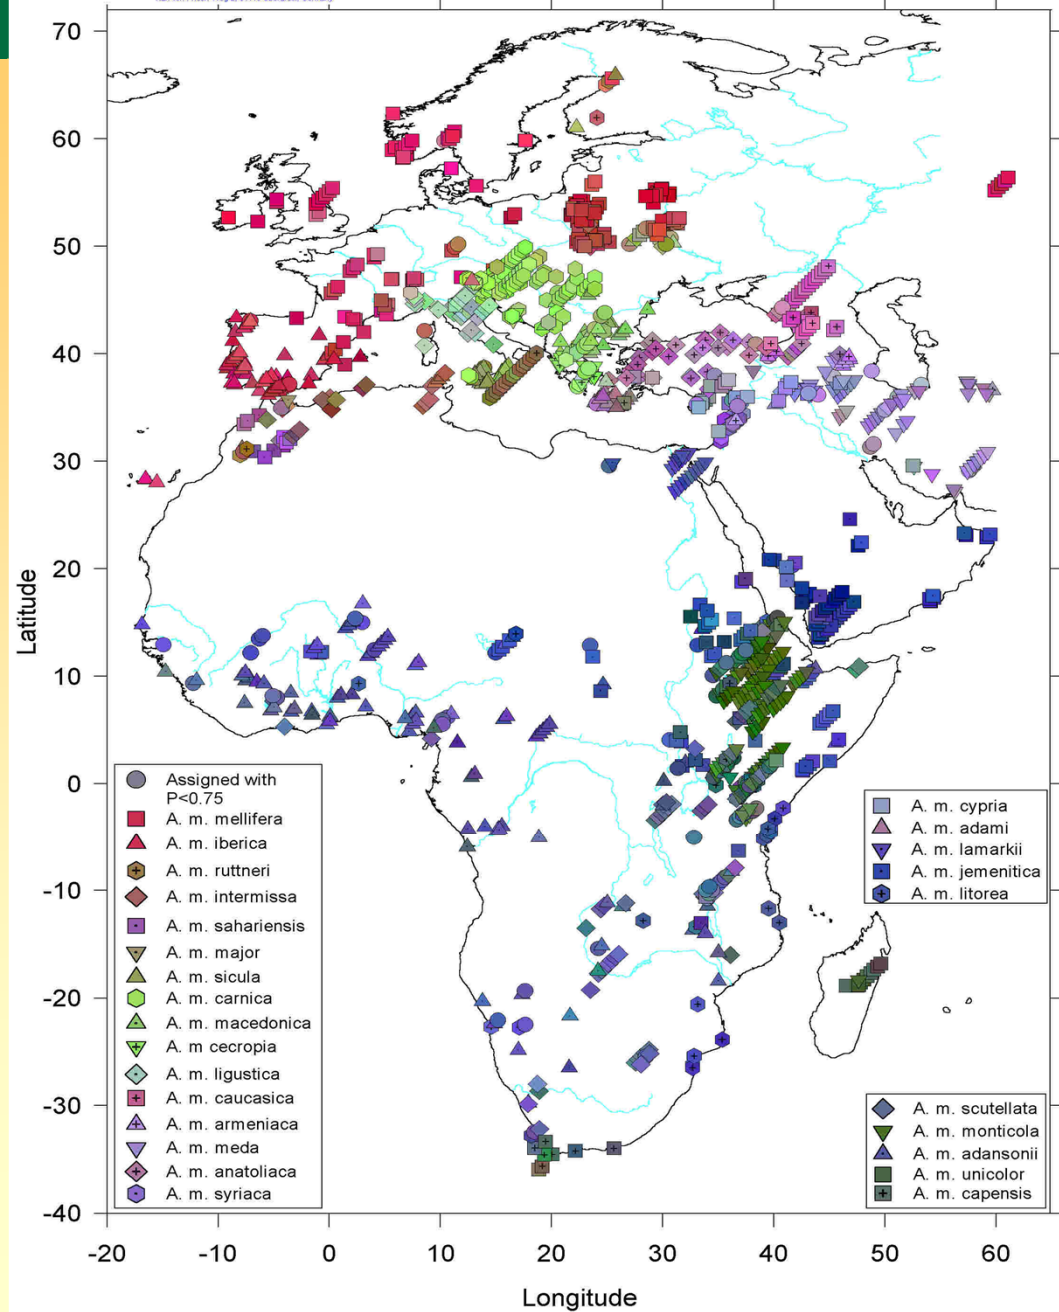 70
60
50
40
30
20
10
0
-10
-20
-30
-40
Latitude
Assigned with
P<0.75
A. m. mellifera
A. m. iberica
A. m. ruttneri
A. m. intermissa
A. m. sahariensis
A. m. major
A. m. sicula
A. m. carnica
A. m. macedonica
A. m cecropia
A. m. ligustica
A. m. caucasica
A. m. armeniaca
A. m. meda
A. m. anatoliaca
A. m. syriaca
A. m. cypria
A. m. adami
A. m. lamarkii
A. m. jemenitica
A. m. litorea
A. m. scutellata
A. m. monticola
A. m. adansonii
A. m. unicolor
A. m. capensis
-20 -10 0 10 20 30 40 50 60
Longitude